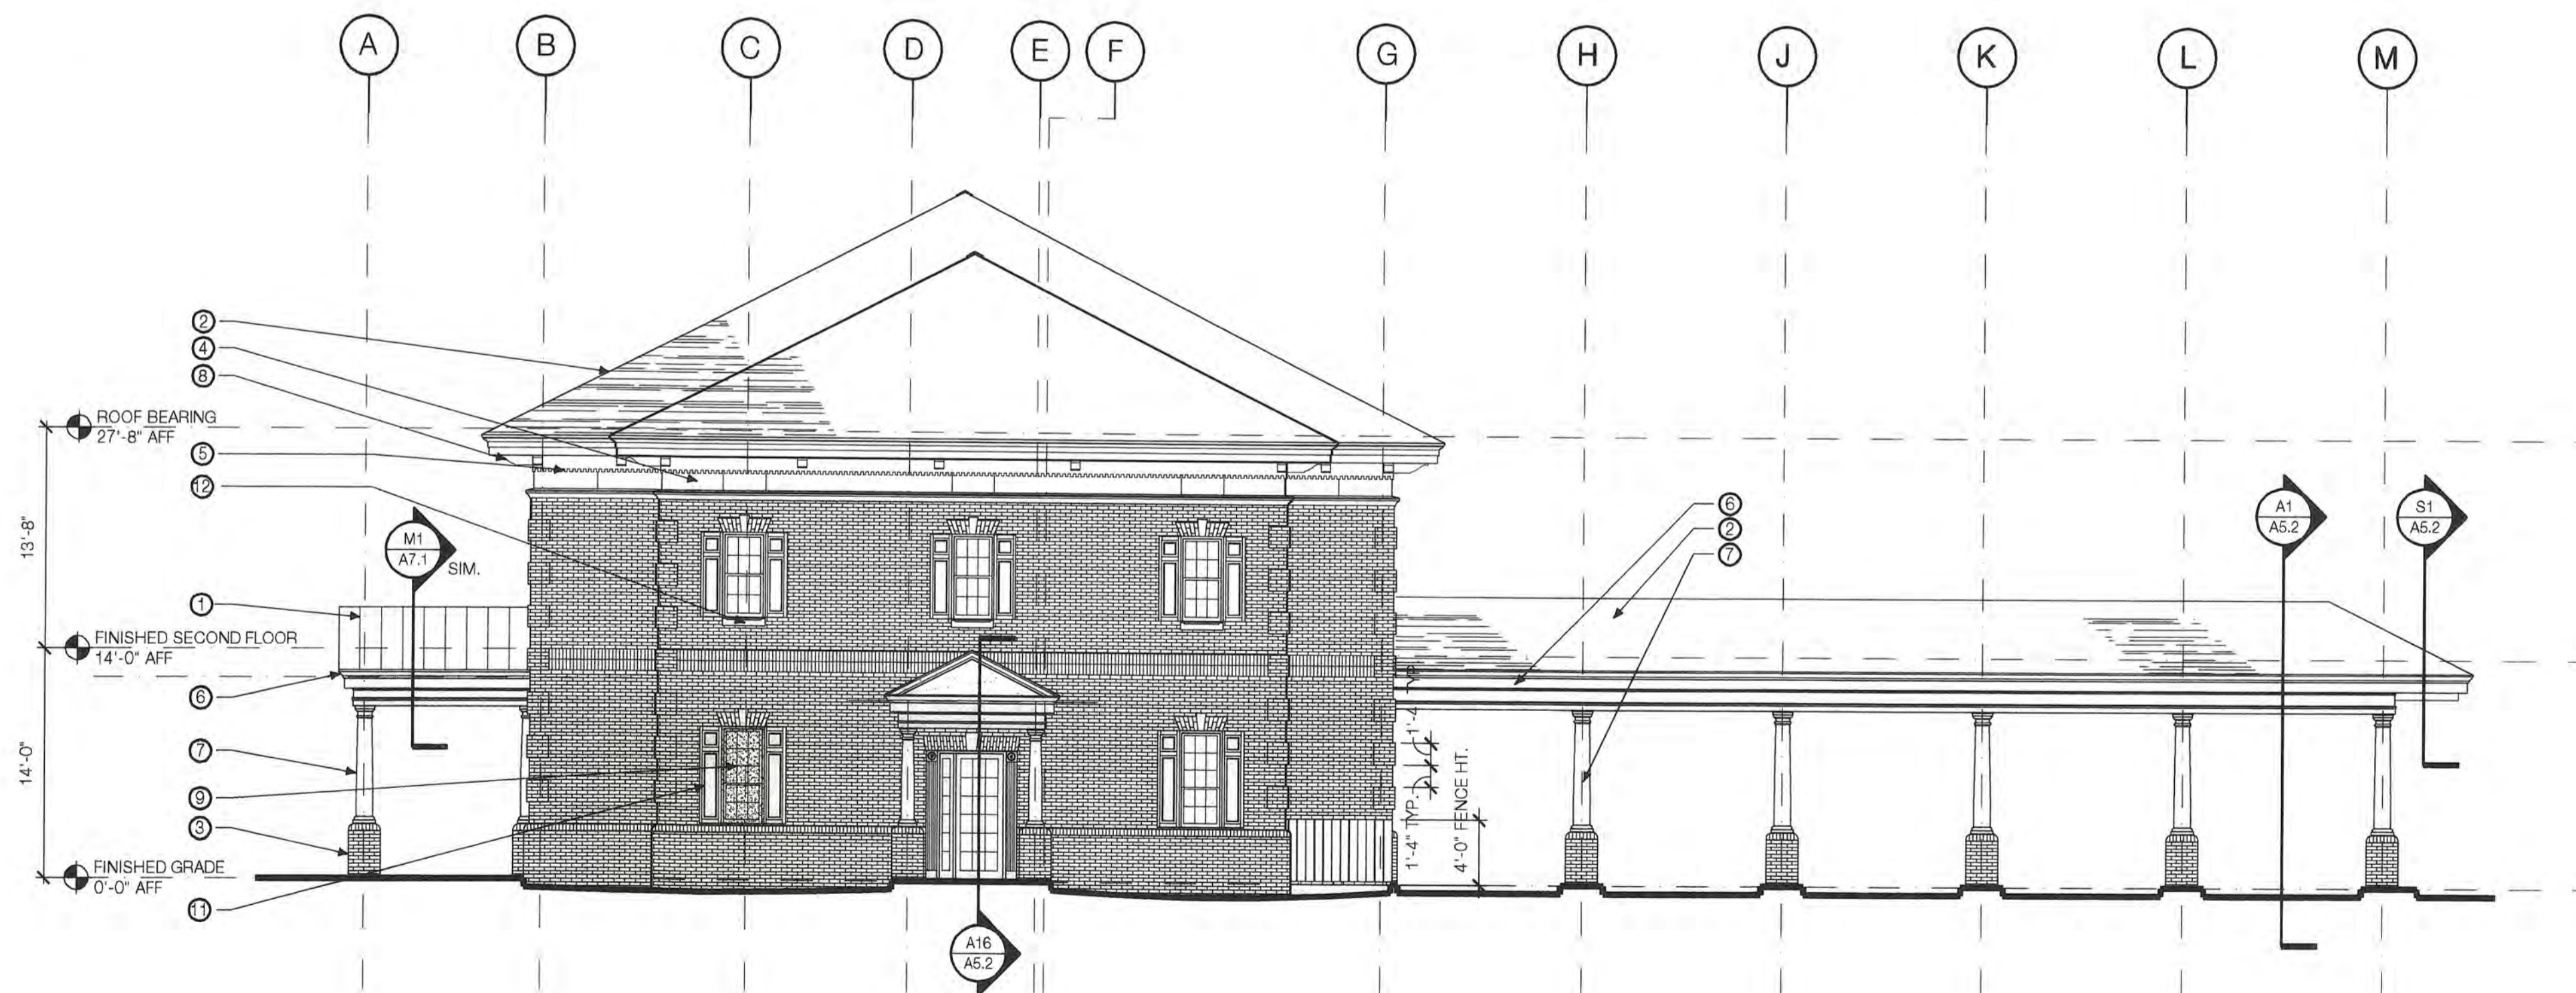 A B C D E F G H J K L M
2
4
8
ROOF BEARING
27'-8" AFF
5
12
13'-8"
M1
A7.1
SIM.
6
2
7
A1
A5.2
S1
A5.2
1
FINISHED SECOND FLOOR
14'-0" AFF
6
7
14'-0"
9
3
FINISHED GRADE
0'-0" AFF
11
1'-4" TYP.
1'-4" TYP.
4'-0" FENCE HT.
A16
A5.2